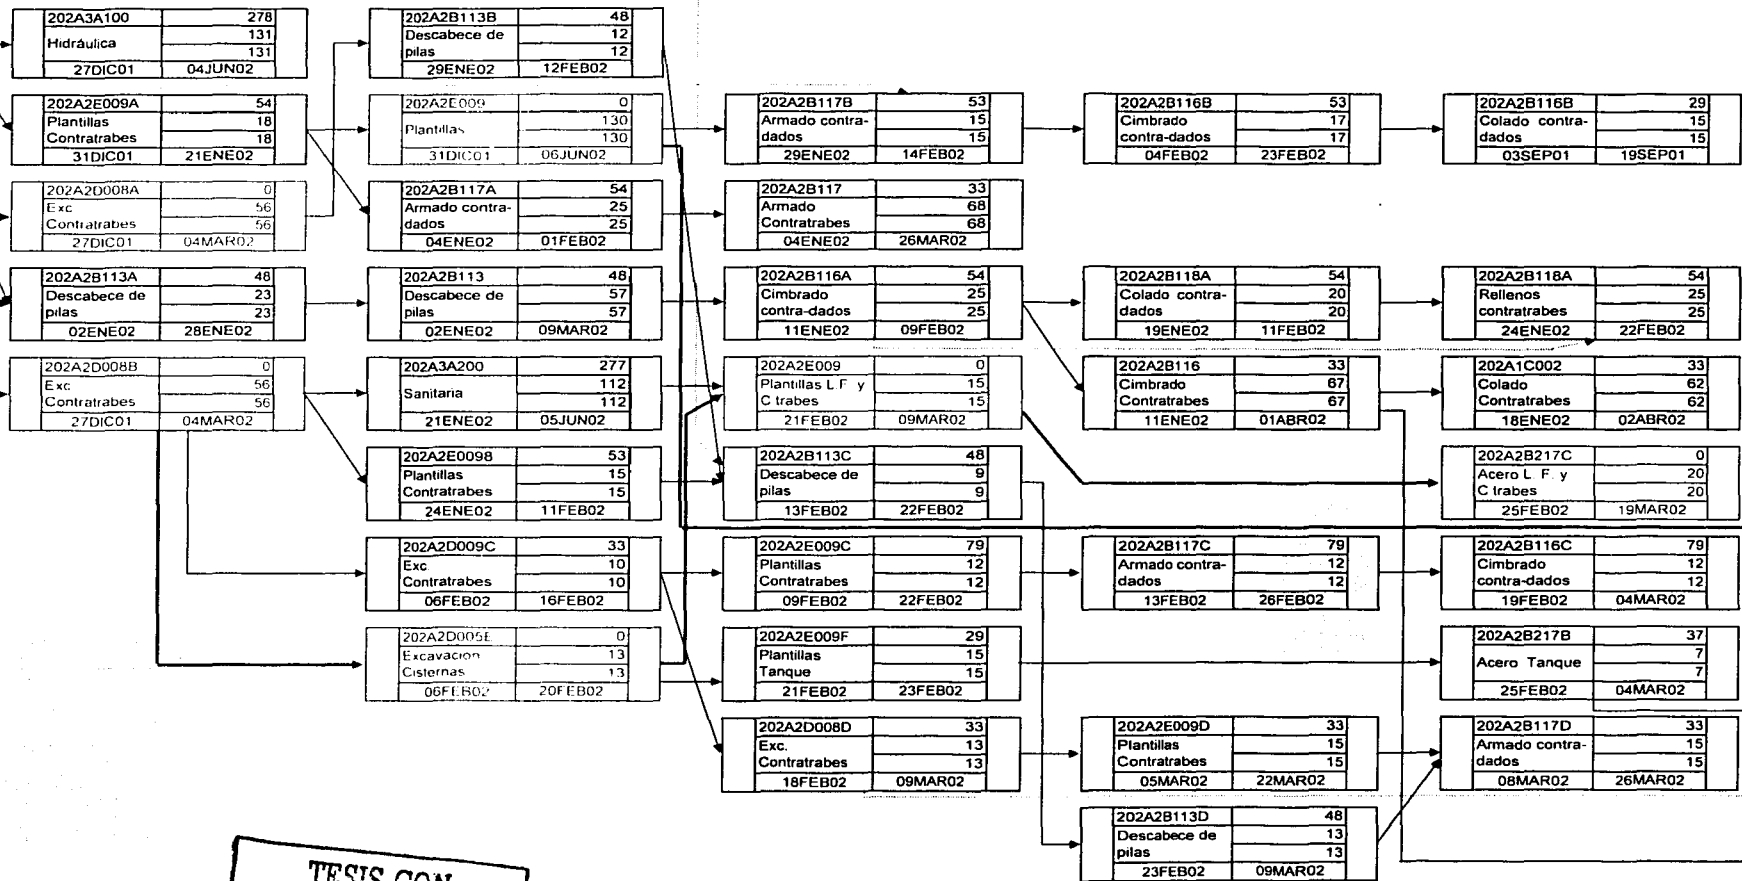 202A3A100 278
Hidráulica 131
131
27DIC01 04JUN02
202A2B113B 48
Descabece de 12
pilas 12
29ENE02 12FEB02
202A2E009A 54
Plantillas 18
Contratrabes 18
31DIC01 21ENE02
202A2E009 0
Plantillas 130
130
31DIC01 06JUN02
202A2B117B 53
Armado contra- 15
dados 15
29ENE02 14FEB02
202A2B116B 53
Cimbrado 17
contra-dados 17
04FEB02 23FEB02
202A2B116B 29
Colado contra- 15
dados 15
03SEP01 19SEP01
202A2D008A 0
Exc 56
Contratrabes 56
27DIC01 04MAR02
202A2B117A 54
Armado contra- 25
dados 25
04ENE02 01FEB02
202A2B117 33
Armado 68
Contratrabes 68
04ENE02 26MAR02
202A2B113A 48
Descabece de 23
pilas 23
02ENE02 28ENE02
202A2B113 48
Descabece de 57
pilas 57
02ENE02 09MAR02
202A2B116A 54
Cimbrado 25
contra-dados 25
11ENE02 09FEB02
202A2B118A 54
Colado contra- 20
dados 20
19ENE02 11FEB02
202A2B118A 54
Rellenos 25
contratrabes 25
24ENE02 22FEB02
202A2D008B 0
Exc 56
Contratrabes 56
27DIC01 04MAR02
202A3A200 277
Sanitaria 112
112
21ENE02 05JUN02
202A2E009 0
Plantillas L.F. y 15
C trabes 15
21FEB02 09MAR02
202A2B116 33
Cimbrado 67
Contratrabes 67
11ENE02 01ABR02
202A1C002 33
Colado 62
Contratrabes 62
18ENE02 02ABR02
202A2E0098 53
Plantillas 15
Contratrabes 15
24ENE02 11FEB02
202A2B113C 48
Descabece de 9
pilas 9
13FEB02 22FEB02
202A2B217C 0
Acero L. F. y 20
C trabes 20
25FEB02 19MAR02
202A2D009C 33
Exc. 10
Contratrabes 10
06FEB02 16FEB02
202A2E009C 79
Plantillas 12
Contratrabes 12
09FEB02 22FEB02
202A2B117C 79
Armado contra- 12
dados 12
13FEB02 26FEB02
202A2B116C 79
Cimbrado 12
contra-dados 12
19FEB02 04MAR02
202A2D005E 0
Excavacion 13
Cisternas 13
06FEB02 20FEB02
202A2E009F 29
Plantillas 15
Tanque 15
21FEB02 23FEB02
202A2B217B 37
Acero Tanque 7
7
25FEB02 04MAR02
202A2D008D 33
Exc. 13
Contratrabes 13
18FEB02 09MAR02
202A2E009D 33
Plantillas 15
Contratrabes 15
05MAR02 22MAR02
202A2B117D 33
Armado contra- 15
dados 15
08MAR02 26MAR02
202A2B113D 48
Descabece de 13
pilas 13
23FEB02 09MAR02
TESIS CON